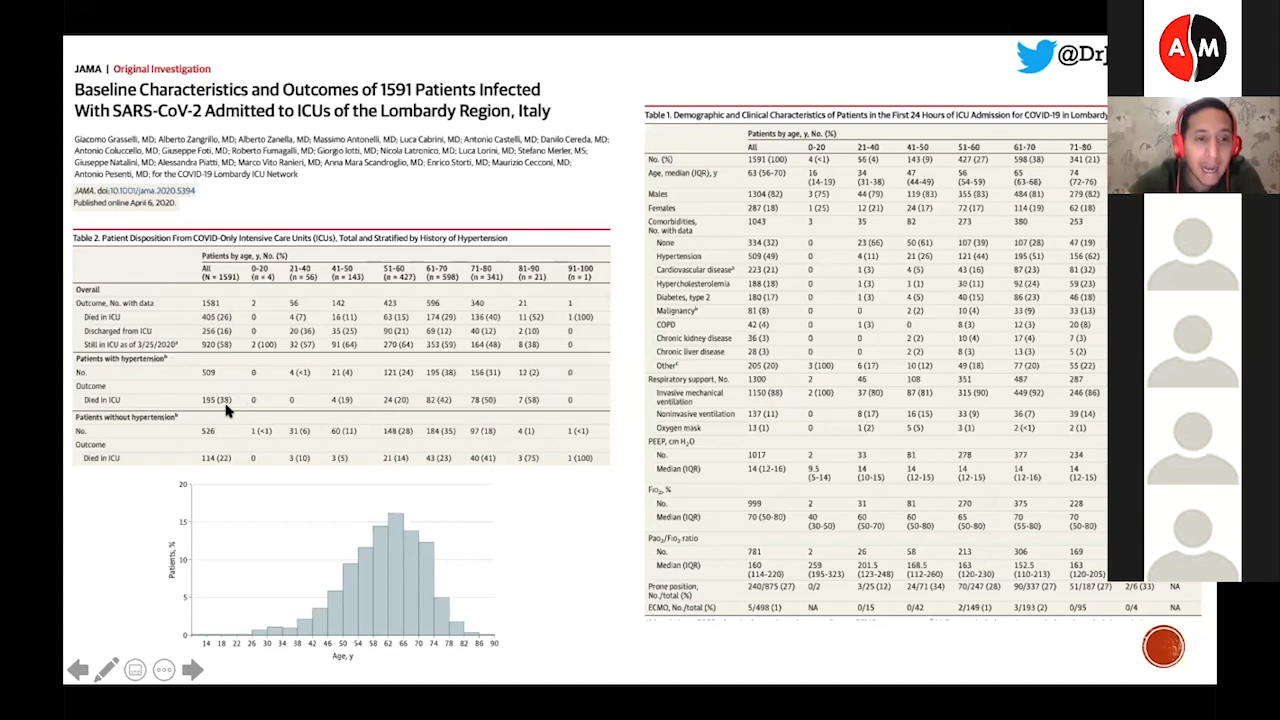 JAMA | Original Investigation
Baseline Characteristics and Outcomes of 1591 Patients Infected
With SARS-CoV-2 Admitted to ICUs of the Lombardy Region, Italy
Giacomo Grasselli, MD; Alberto Zangrillo, MD; Alberto Zanella, MD; Massimo Antonelli, MD; Luca Cabrini, MD; Antonio Castelli, MD; Danilo Cereda, MD;
Antonio Coluccello, MD; Giuseppe Foti, MD; Roberto Fumagalli, MD; Giorgio Iotti, MD; Nicola Latronico, MD; Luca Lorini, MD; Stefano Merler, MS;
Giuseppe Natalini, MD; Alessandra Piatti, MD; Marco Vito Ranieri, MD; Anna Mara Scandroglio, MD; Enrico Storti, MD; Maurizio Cecconi, MD;
Antonio Pesenti, MD; for the COVID-19 Lombardy ICU Network
JAMA. doi:10.1001/jama.2020.5394
Published online April 6, 2020.
Table 2. Patient Disposition From COVID-Only Intensive Care Units (ICUs), Total and Stratified by History of Hypertension
Patients by age, y, No. (%)
All 0-20 21-40 41-50 51-60 61-70 71-80 81-90 91-100
(N = 1591) (n = 4) (n = 56) (n = 143) (n = 427) (n = 598) (n = 341) (n = 21) (n = 1)
Overall
Outcome, No. with data 1581 2 56 142 423 596 340 21 1
Died in ICU 405 (26) 0 4 (7) 16 (11) 63 (15) 174 (29) 136 (40) 11 (52) 1 (100)
Discharged from ICU 256 (16) 0 20 (36) 35 (25) 90 (21) 69 (12) 40 (12) 2 (10) 0
Still in ICU as of 3/25/2020a 920 (58) 2 (100) 32 (57) 91 (64) 270 (64) 353 (59) 164 (48) 8 (38) 0
Patients with hypertensionb
No. 509 0 4 (<1) 21 (4) 121 (24) 195 (38) 156 (31) 12 (2) 0
Outcome
Died in ICU 195 (38) 0 0 4 (19) 24 (20) 82 (42) 78 (50) 7 (58) 0
Patients without hypertensionb
No. 526 1 (<1) 31 (6) 60 (11) 148 (28) 184 (35) 97 (18) 4 (1) 1 (<1)
Outcome
Died in ICU 114 (22) 0 3 (10) 3 (5) 21 (14) 43 (23) 40 (41) 3 (75) 1 (100)
20
15
10
5
0
Patients, %
14 18 22 26 30 34 38 42 46 50 54 58 62 66 70 74 78 82 86 90
Age, y
@DrJ
Table 1. Demographic and Clinical Characteristics of Patients in the First 24 Hours of ICU Admission for COVID-19 in Lombardy
Patients by age, y, No. (%)
All 0-20 21-40 41-50 51-60 61-70 71-80
No. (%) 1591 (100) 4 (<1) 56 (4) 143 (9) 427 (27) 598 (38) 341 (21)
Age, median (IQR), y 63 (56-70) 16 34 47 56 65 74
(14-19) (31-38) (44-49) (54-59) (63-68) (72-76)
Males 1304 (82) 3 (75) 44 (79) 119 (83) 355 (83) 484 (81) 279 (82)
Females 287 (18) 1 (25) 12 (21) 24 (17) 72 (17) 114 (19) 62 (18)
Comorbidities, 1043 3 35 82 273 380 253
No. with data
None 334 (32) 0 23 (66) 50 (61) 107 (39) 107 (28) 47 (19)
Hypertension 509 (49) 0 4 (11) 21 (26) 121 (44) 195 (51) 156 (62)
Cardiovascular diseasea 223 (21) 0 1 (3) 4 (5) 43 (16) 87 (23) 81 (32)
Hypercholesterolemia 188 (18) 0 1 (3) 1 (1) 30 (11) 92 (24) 59 (23)
Diabetes, type 2 180 (17) 0 1 (3) 4 (5) 40 (15) 86 (23) 46 (18)
Malignancyb 81 (8) 0 0 2 (2) 10 (4) 33 (9) 33 (13)
COPD 42 (4) 0 1 (3) 0 8 (3) 12 (3) 20 (8)
Chronic kidney disease 36 (3) 0 0 2 (2) 10 (4) 17 (4) 7 (3)
Chronic liver disease 28 (3) 0 0 2 (2) 8 (3) 13 (3) 5 (2)
Otherc 205 (20) 3 (100) 6 (17) 10 (12) 49 (18) 77 (20) 55 (22)
Respiratory support, No. 1300 2 46 108 351 487 287
Invasive mechanical 1150 (88) 2 (100) 37 (80) 87 (81) 315 (90) 449 (92) 246 (86)
ventilation
Noninvasive ventilation 137 (11) 0 8 (17) 16 (15) 33 (9) 36 (7) 39 (14)
Oxygen mask 13 (1) 0 1 (2) 5 (5) 3 (1) 2 (<1) 2 (1)
PEEP, cm H2O
No. 1017 2 33 81 278 377 234
Median (IQR) 14 (12-16) 9.5 14 14 14 14 14
(5-14) (10-15) (12-15) (12-15) (12-16) (12-15)
FiO2, %
No. 999 2 31 81 270 375 228
Median (IQR) 70 (50-80) 40 60 60 65 70 70
(30-50) (50-70) (50-80) (50-80) (55-80) (50-80)
PaO2/FiO2 ratio
No. 781 2 26 58 213 306 169
Median (IQR) 160 259 201.5 168.5 163 152.5 163
(114-220) (195-323) (123-248) (112-260) (120-230) (110-213) (120-205)
Prone position, 240/875 (27) 0/2 3/25 (12) 24/71 (34) 70/247 (28) 90/337 (27) 51/187 (27) 2/6 (33) NA
No./total (%)
ECMO, No./total (%) 5/498 (1) NA 0/15 0/42 2/149 (1) 3/193 (2) 0/95 0/4 NA
A M